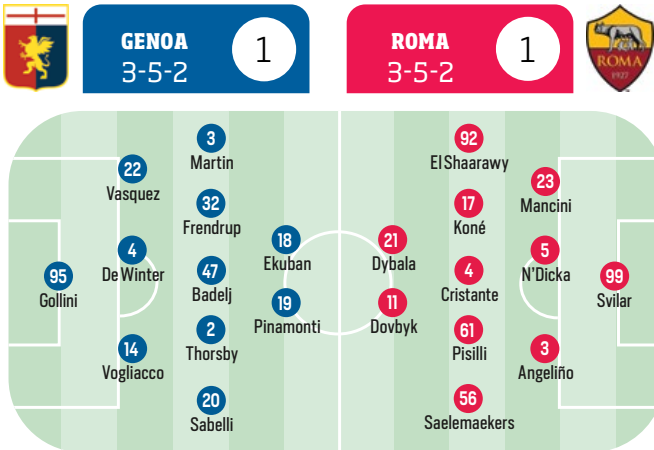 GENOA
3-5-2
1
ROMA
3-5-2
1
ROMA
1927
95
Gollini
22
Vasquez
4
De Winter
14
Vogliacco
3
Martin
32
Frendrup
47
Badelj
2
Thorsby
20
Sabelli
18
Ekuban
19
Pinamonti
21
Dybala
11
Dovbyk
92
El Shaarawy
17
Koné
4
Cristante
61
Pisilli
56
Saelemaekers
23
Mancini
5
N'Dicka
3
Angeliño
99
Svilar